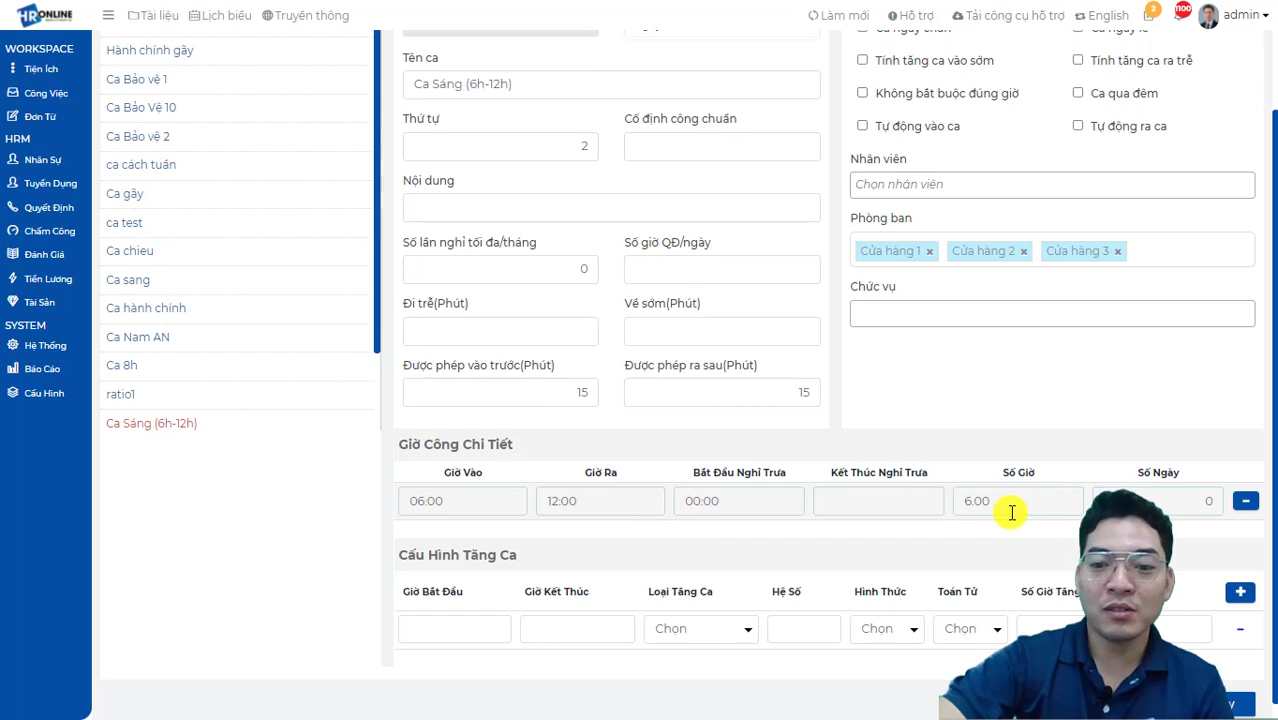 HR ONLINE
Tài liệu
Lịch biểu
Truyền thông
Làm mới
Hỗ trợ
Tải công cụ hỗ trợ
English
2
100
admin
WORKSPACE
Tiện Ích
Công Việc
Đơn Từ
HRM
Nhân Sự
Tuyển Dụng
Quyết Định
Chấm Công
Đánh Giá
Tiền Lương
Tài Sản
SYSTEM
Hệ Thống
Báo Cáo
Cấu Hình
Hành chính gãy
Ca Bảo vệ 1
Ca Bảo Vệ 10
Ca Bảo vệ 2
ca cách tuần
Ca gãy
ca test
Ca chieu
Ca sang
Ca hành chính
Ca Nam AN
Ca 8h
ratio1
Ca Sáng (6h-12h)
Tên ca
Ca Sáng (6h-12h)
Thứ tự
Cố định công chuẩn
2
Nội dung
Số lần nghỉ tối đa/tháng
Số giờ QĐ/ngày
0
Đi trễ(Phút)
Về sớm(Phút)
Được phép vào trước(Phút)
Được phép ra sau(Phút)
15
15
Tính tăng ca vào sớm
Tính tăng ca ra trễ
Không bắt buộc đúng giờ
Ca qua đêm
Tự động vào ca
Tự động ra ca
Nhân viên
Chọn nhân viên
Phòng ban
Cửa hàng 1 × Cửa hàng 2 × Cửa hàng 3 ×
Chức vụ
Giờ Công Chi Tiết
Giờ Vào Giờ Ra Bắt Đầu Nghỉ Trưa Kết Thúc Nghỉ Trưa Số Giờ Số Ngày
06:00 12:00 00:00 6.00 0
Cấu Hình Tăng Ca
Giờ Bắt Đầu Giờ Kết Thúc Loại Tăng Ca Hệ Số Hình Thức Toán Tử Số Giờ Tăng
Chọn Chọn Chọn